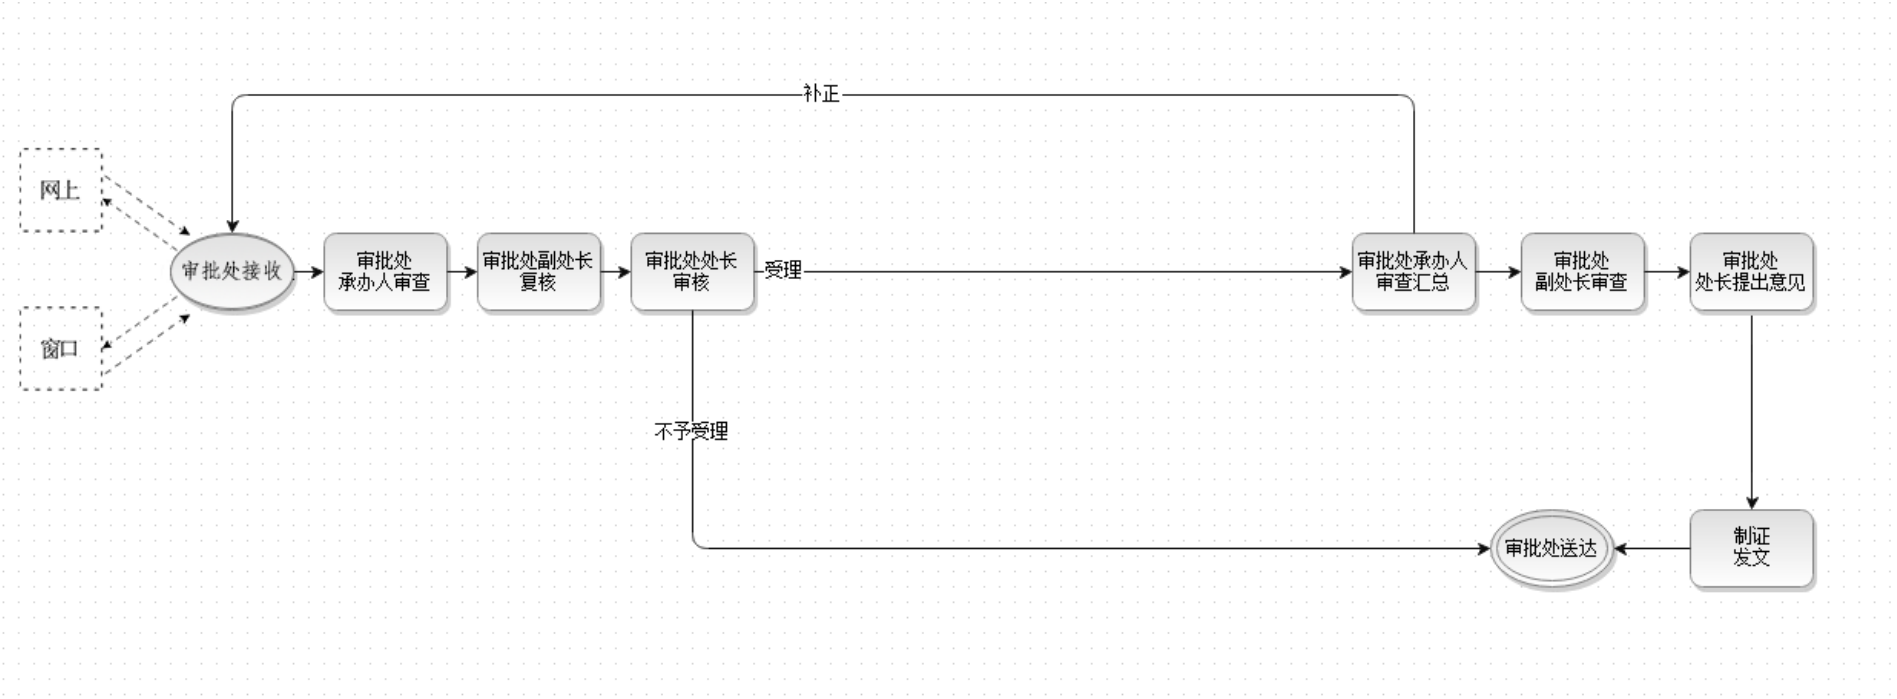 补正
网上
窗口
审批处接收
审批处
承办人审查
审批处副处长
复核
审批处处长
审核
受理
不予受理
审批处承办人
审查汇总
审批处
副处长审查
审批处
处长提出意见
制证
发文
审批处送达